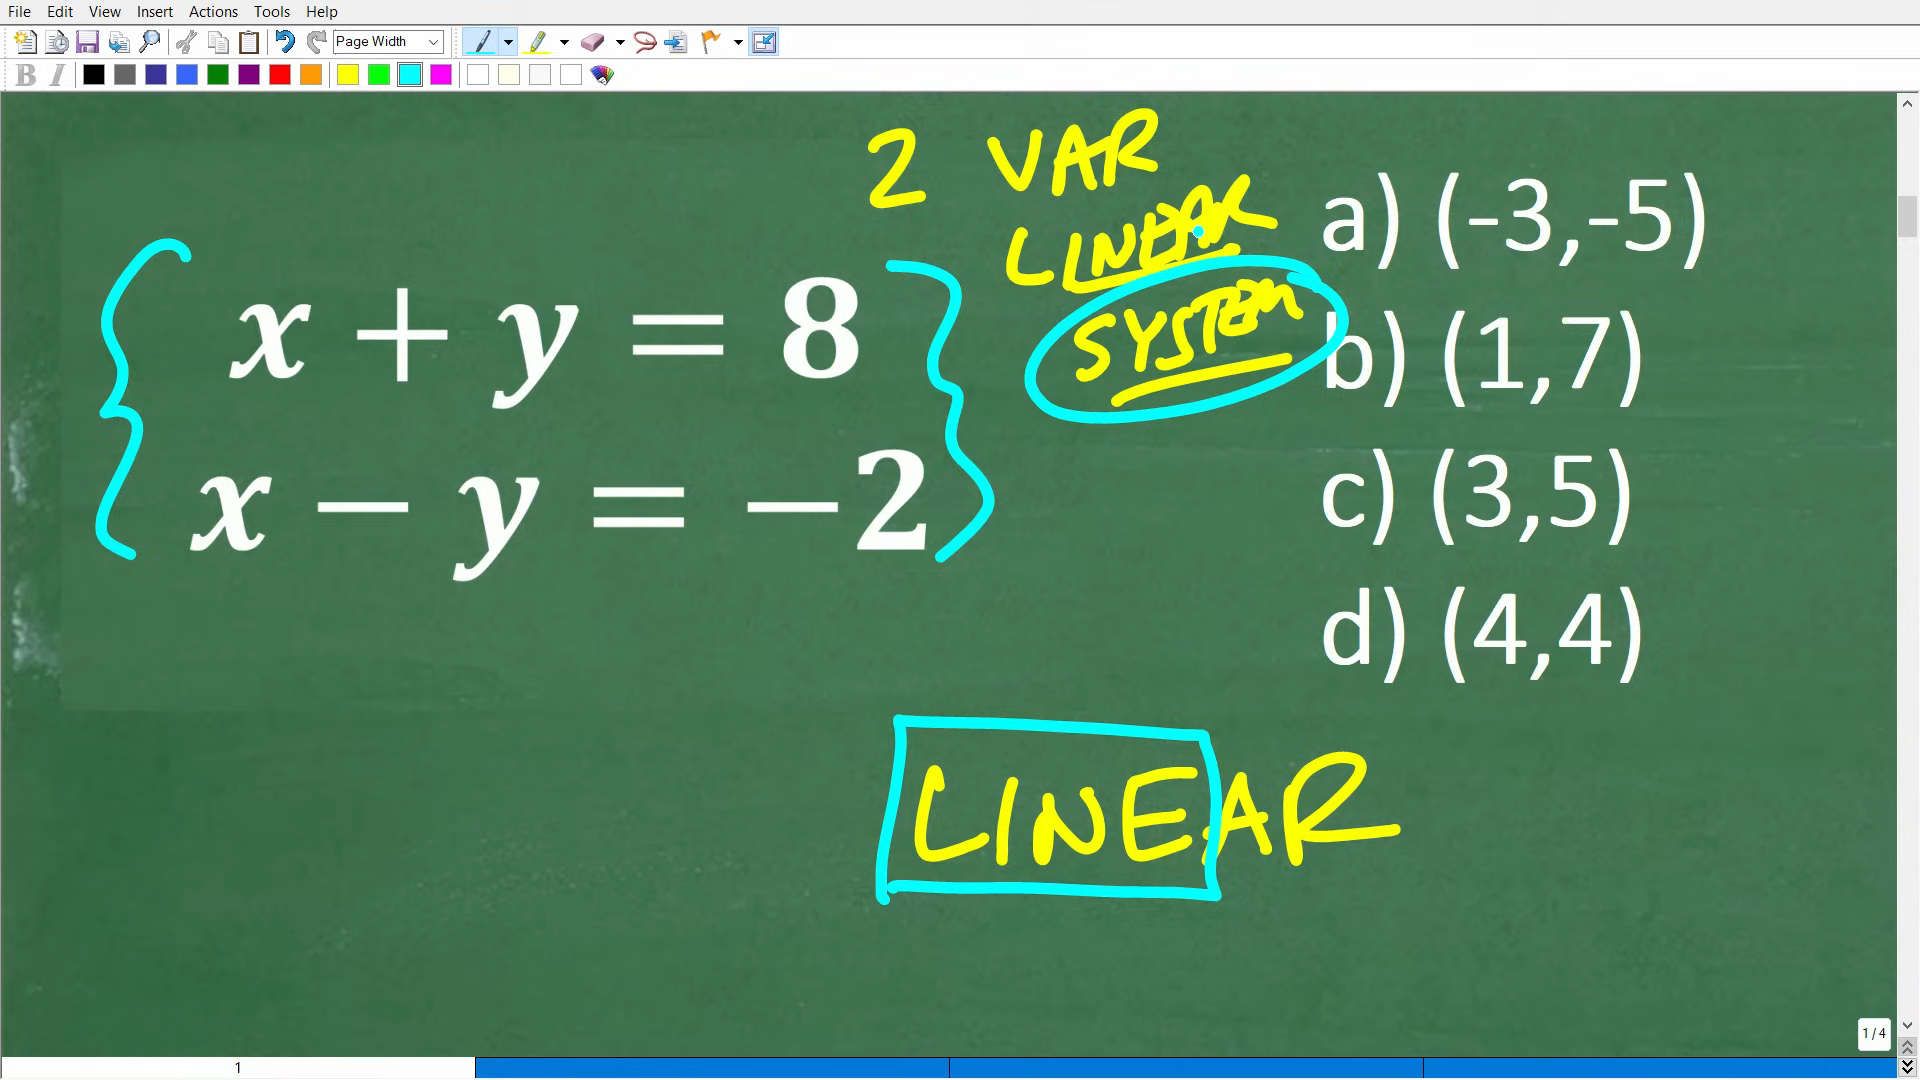 File Edit View Insert Actions Tools Help
Page Width
B I
2 VAR
LINEAR
SYSTEM
x + y = 8
x − y = −2
a) (-3,-5)
b) (1,7)
c) (3,5)
d) (4,4)
LINEAR
1 / 4
1